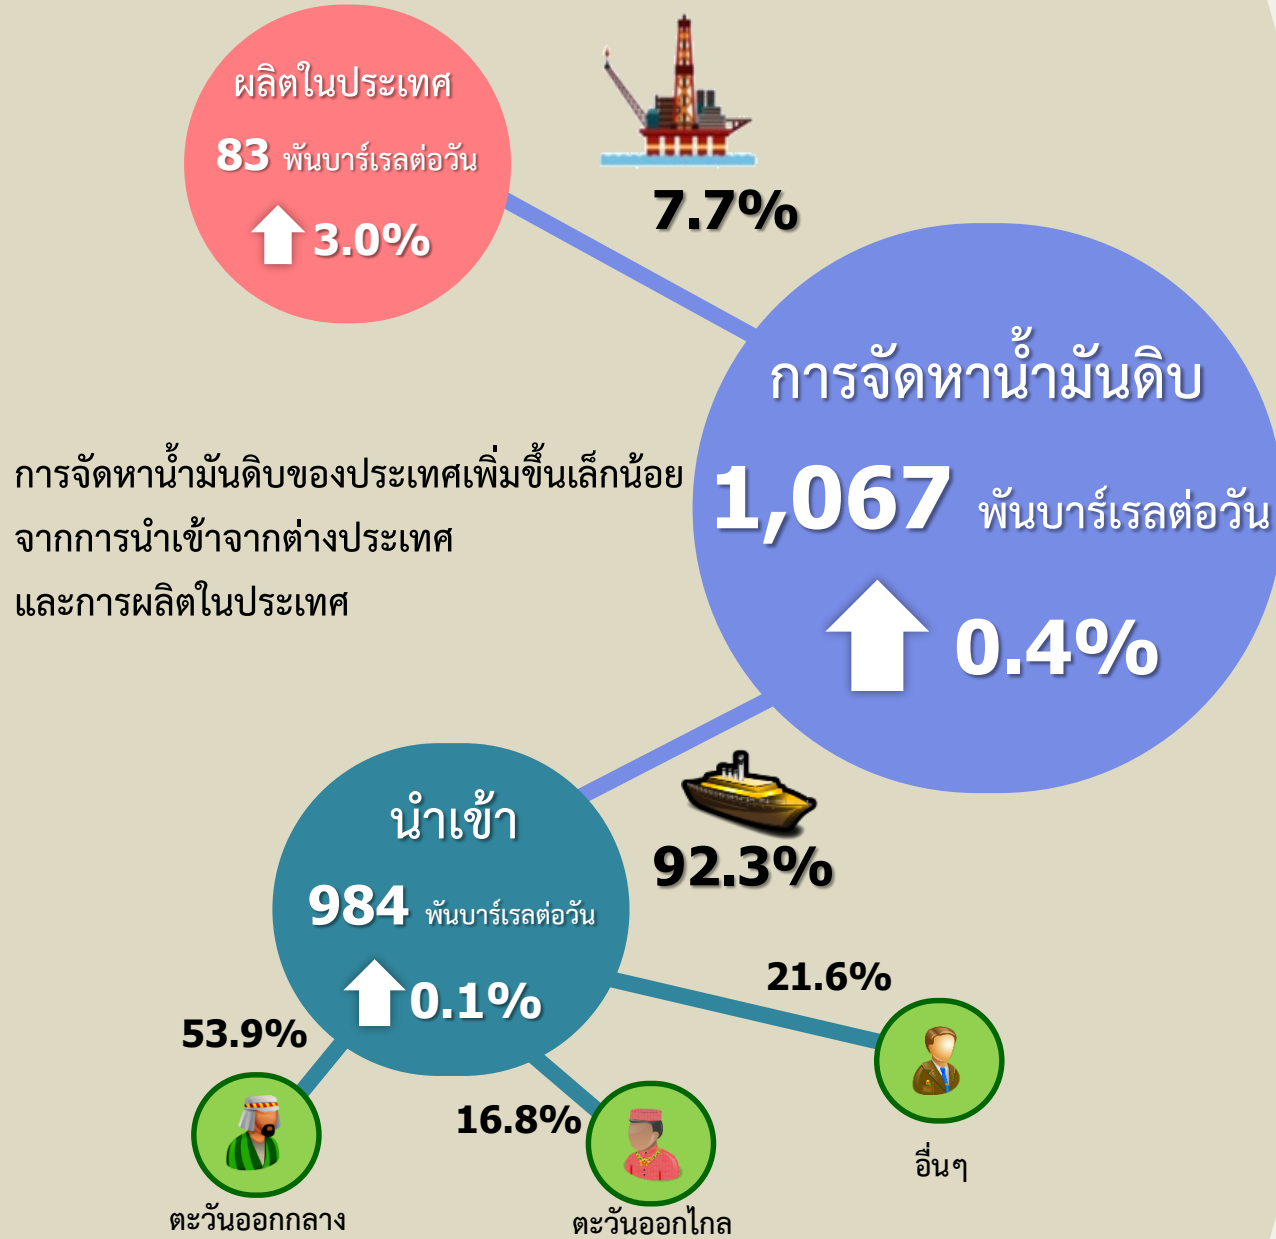 ผลิตในประเทศ
83 พันบาร์เรลต่อวัน
3.0%
7.7%
การจัดหาน้ำมันดิบ
1,067 พันบาร์เรลต่อวัน
0.4%
การจัดหาน้ำมันดิบของประเทศเพิ่มขึ้นเล็กน้อย
จากการนำเข้าจากต่างประเทศ
และการผลิตในประเทศ
นำเข้า
984 พันบาร์เรลต่อวัน
0.1%
92.3%
53.9%
ตะวันออกกลาง
16.8%
ตะวันออกไกล
21.6%
อื่นๆ